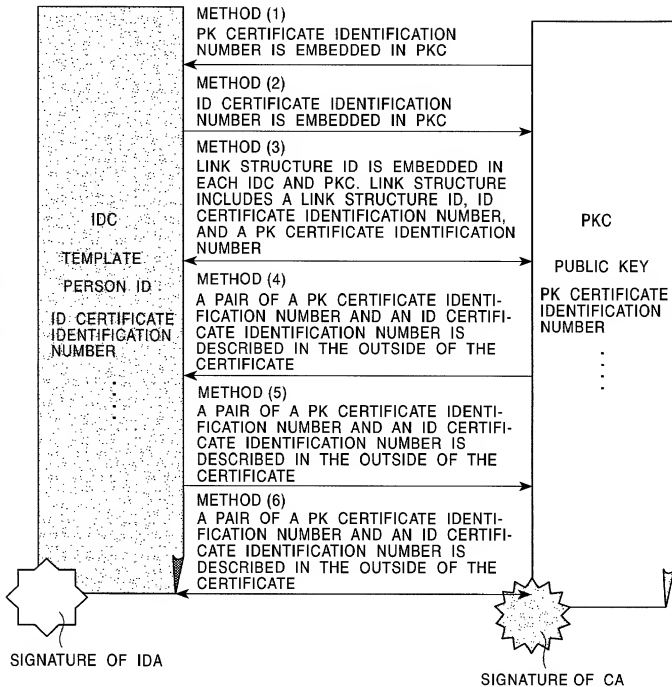 METHOD (1)
PK CERTIFICATE IDENTIFICATION
NUMBER IS EMBEDDED IN PKC
METHOD (2)
ID CERTIFICATE IDENTIFICATION
NUMBER IS EMBEDDED IN PKC
METHOD (3)
LINK STRUCTURE ID IS EMBEDDED IN
EACH IDC AND PKC. LINK STRUCTURE
INCLUDES A LINK STRUCTURE ID, ID
CERTIFICATE IDENTIFICATION NUMBER,
AND A PK CERTIFICATE IDENTIFICATION
NUMBER
METHOD (4)
A PAIR OF A PK CERTIFICATE IDENTI-
FICATION NUMBER AND AN ID CERTIFI-
CATE IDENTIFICATION NUMBER IS
DESCRIBED IN THE OUTSIDE OF THE
CERTIFICATE
METHOD (5)
A PAIR OF A PK CERTIFICATE IDENTI-
FICATION NUMBER AND AN ID CERTIFI-
CATE IDENTIFICATION NUMBER IS
DESCRIBED IN THE OUTSIDE OF THE
CERTIFICATE
METHOD (6)
A PAIR OF A PK CERTIFICATE IDENTI-
FICATION NUMBER AND AN ID CERTIFI-
CATE IDENTIFICATION NUMBER IS
DESCRIBED IN THE OUTSIDE OF THE
CERTIFICATE
IDC
TEMPLATE
PERSON ID
ID CERTIFICATE
IDENTIFICATION
NUMBER
PKC
PUBLIC KEY
PK CERTIFICATE
IDENTIFICATION
NUMBER
SIGNATURE OF IDA
SIGNATURE OF CA